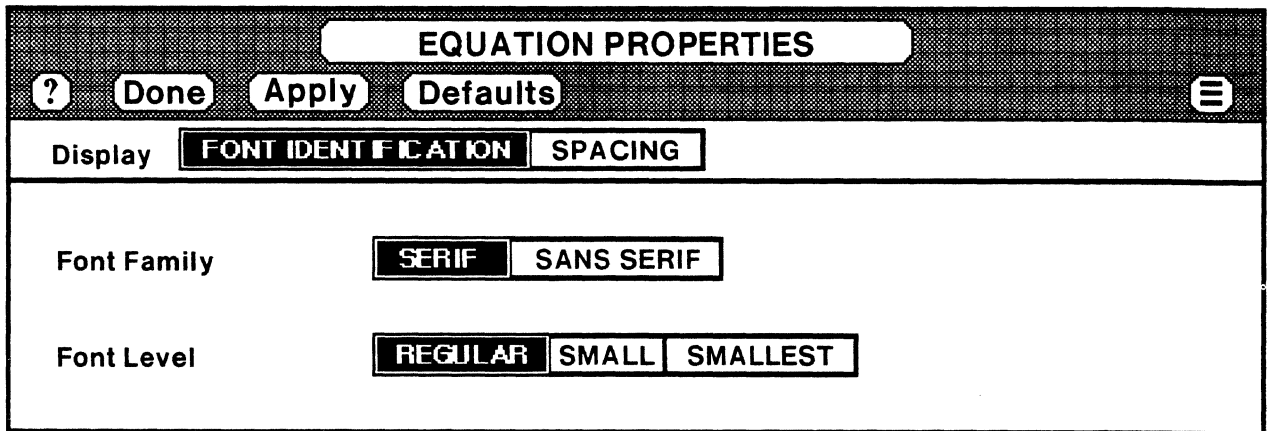 EQUATION PROPERTIES
? Done Apply Defaults
Display FONT IDENTIFICATION SPACING
Font Family SERIF SANS SERIF
Font Level REGULAR SMALL SMALLEST